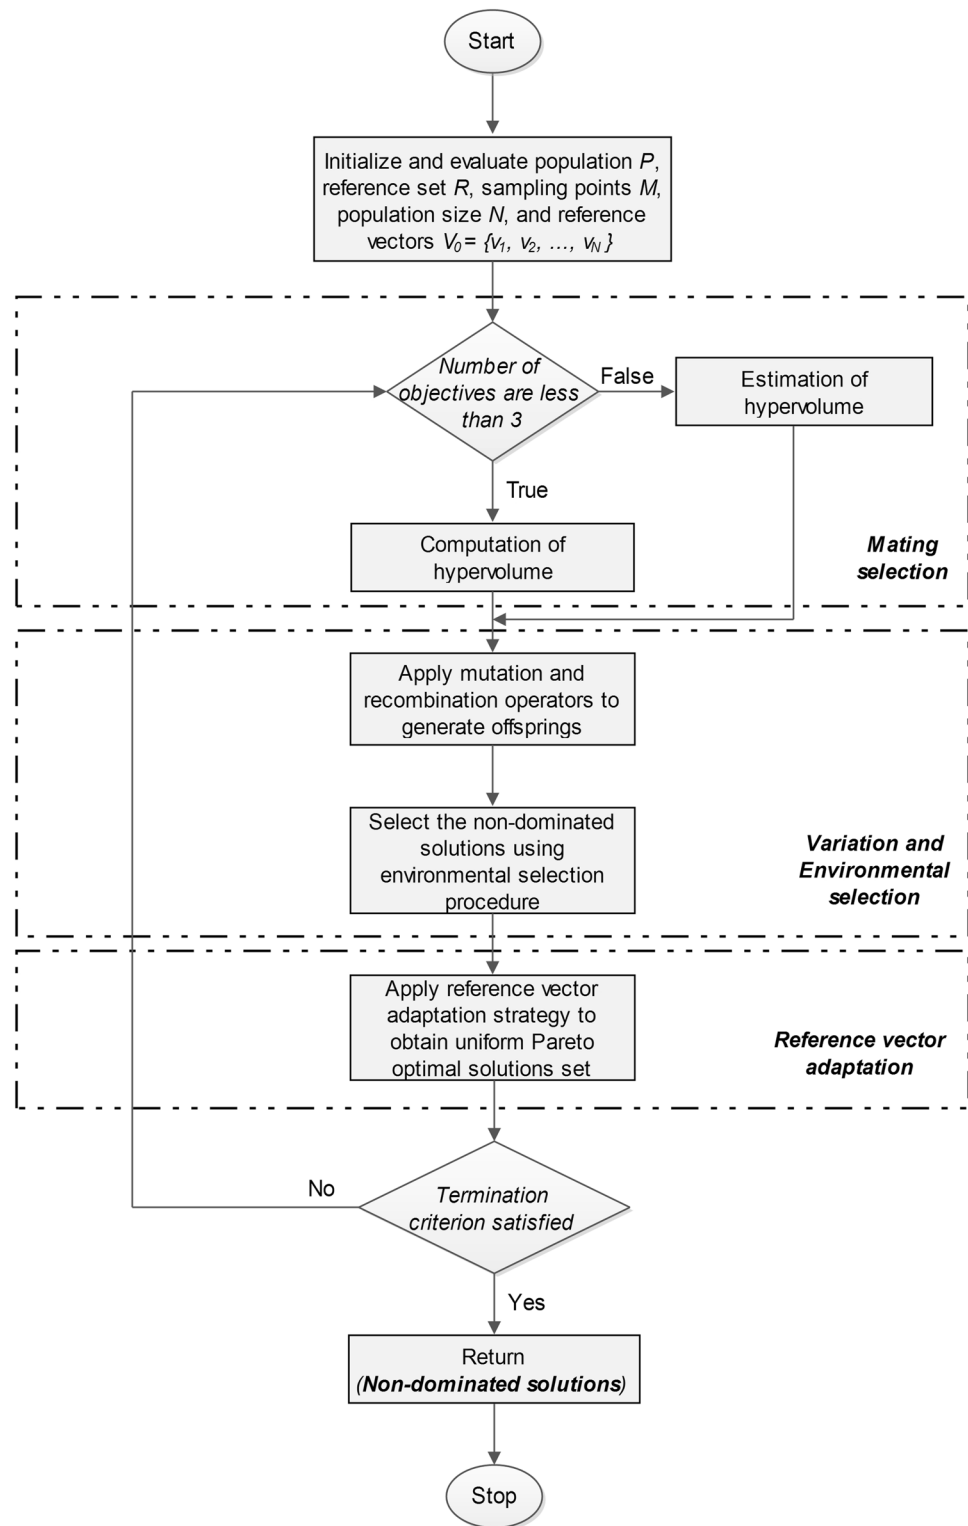 Start
Initialize and evaluate population P,
reference set R, sampling points M,
population size N, and reference
vectors V0 = {v1, v2, ..., vN }
Number of
objectives are less
than 3
False
Estimation of
hypervolume
True
Computation of
hypervolume
Mating
selection
Apply mutation and
recombination operators to
generate offsprings
Select the non-dominated
solutions using
environmental selection
procedure
Variation and
Environmental
selection
Apply reference vector
adaptation strategy to
obtain uniform Pareto
optimal solutions set
Reference vector
adaptation
No
Termination
criterion satisfied
Yes
Return
(Non-dominated solutions)
Stop